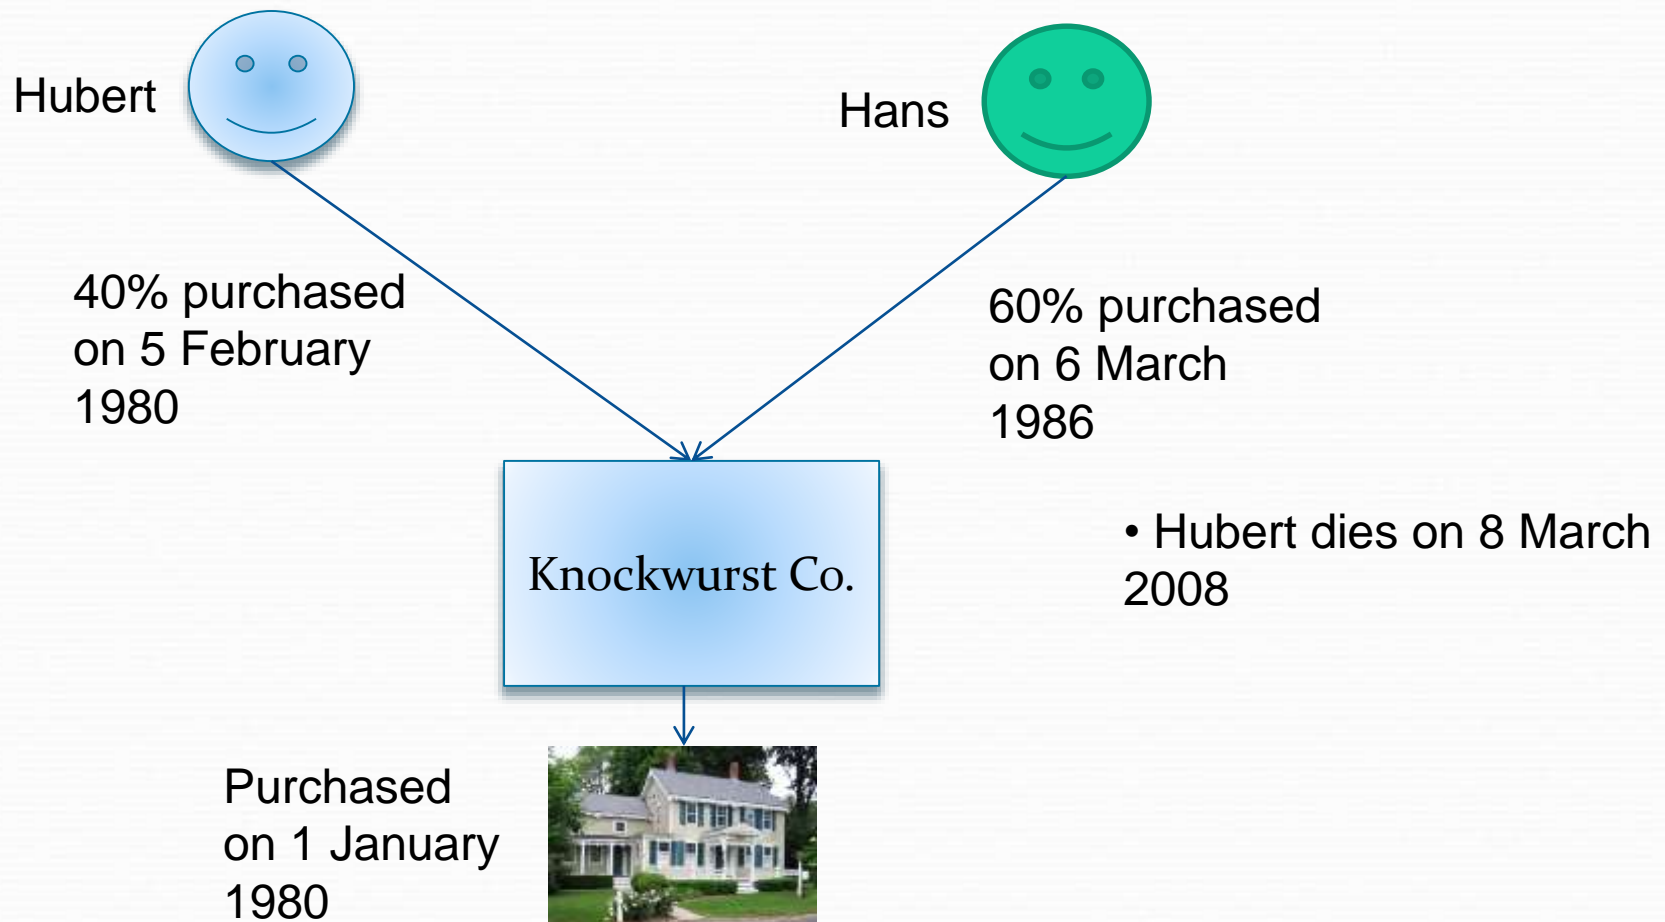 Hubert
Hans
40% purchased
on 5 February
1980
60% purchased
on 6 March
1986
Knockwurst Co.
• Hubert dies on 8 March
2008
Purchased
on 1 January
1980